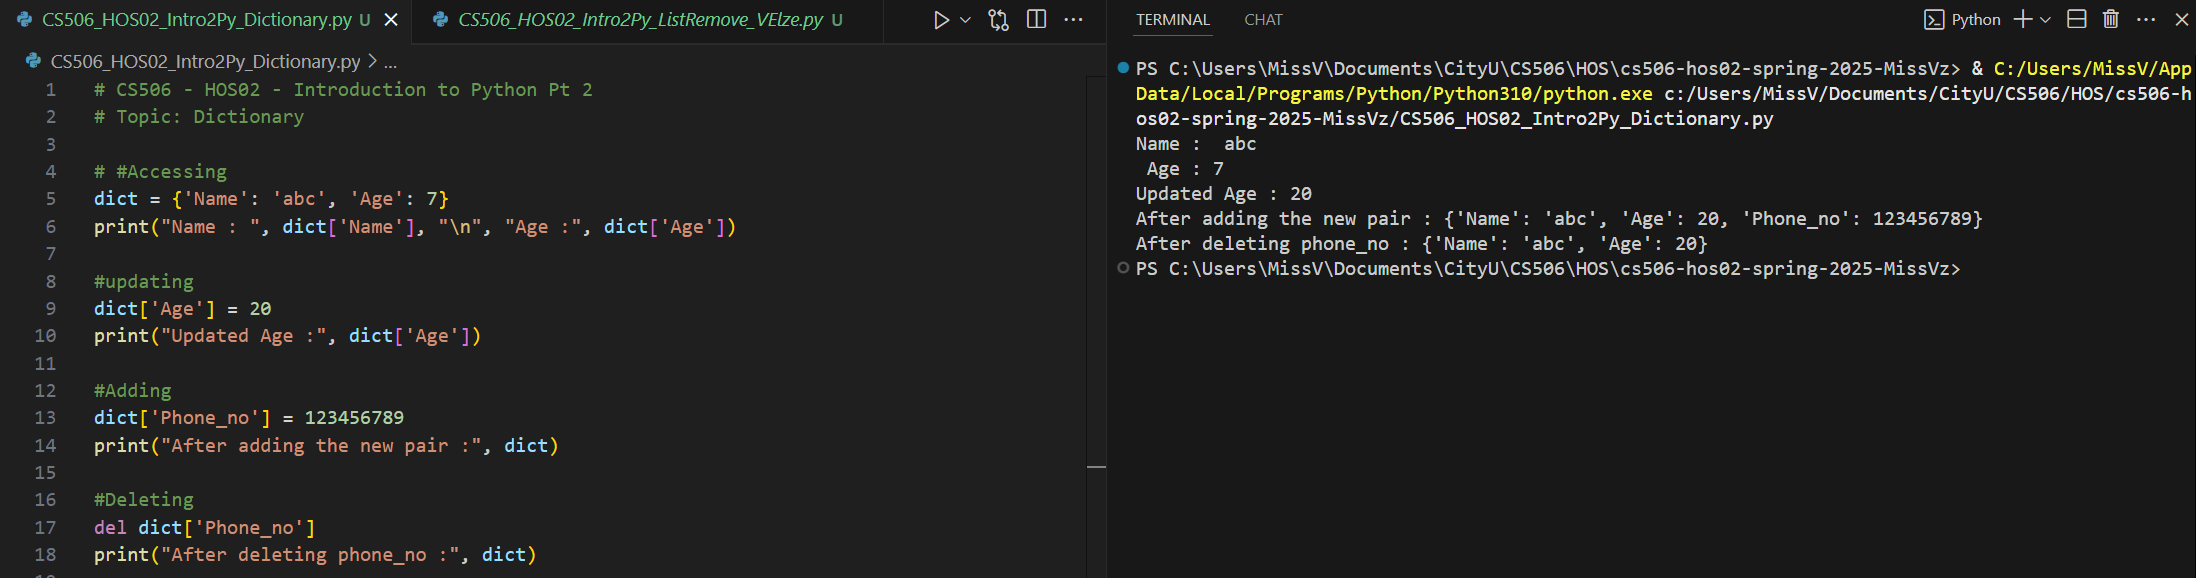 CS506_HOS02_Intro2Py_Dictionary.py U
CS506_HOS02_Intro2Py_ListRemove_VElze.py U
CS506_HOS02_Intro2Py_Dictionary.py > ...
1 # CS506 - HOS02 - Introduction to Python Pt 2
2 # Topic: Dictionary
3
4 # #Accessing
5 dict = {'Name': 'abc', 'Age': 7}
6 print("Name : ", dict['Name'], "\n", "Age :", dict['Age'])
7
8 #updating
9 dict['Age'] = 20
10 print("Updated Age :", dict['Age'])
11
12 #Adding
13 dict['Phone_no'] = 123456789
14 print("After adding the new pair :", dict)
15
16 #Deleting
17 del dict['Phone_no']
18 print("After deleting phone_no :", dict)
TERMINAL CHAT
Python
PS C:\Users\MissV\Documents\CityU\CS506\HOS\cs506-hos02-spring-2025-MissVz> & C:/Users/MissV/App
Data/Local/Programs/Python/Python310/python.exe c:/Users/MissV/Documents/CityU/CS506/HOS/cs506-h
os02-spring-2025-MissVz/CS506_HOS02_Intro2Py_Dictionary.py
Name :  abc
 Age : 7
Updated Age : 20
After adding the new pair : {'Name': 'abc', 'Age': 20, 'Phone_no': 123456789}
After deleting phone_no : {'Name': 'abc', 'Age': 20}
PS C:\Users\MissV\Documents\CityU\CS506\HOS\cs506-hos02-spring-2025-MissVz>